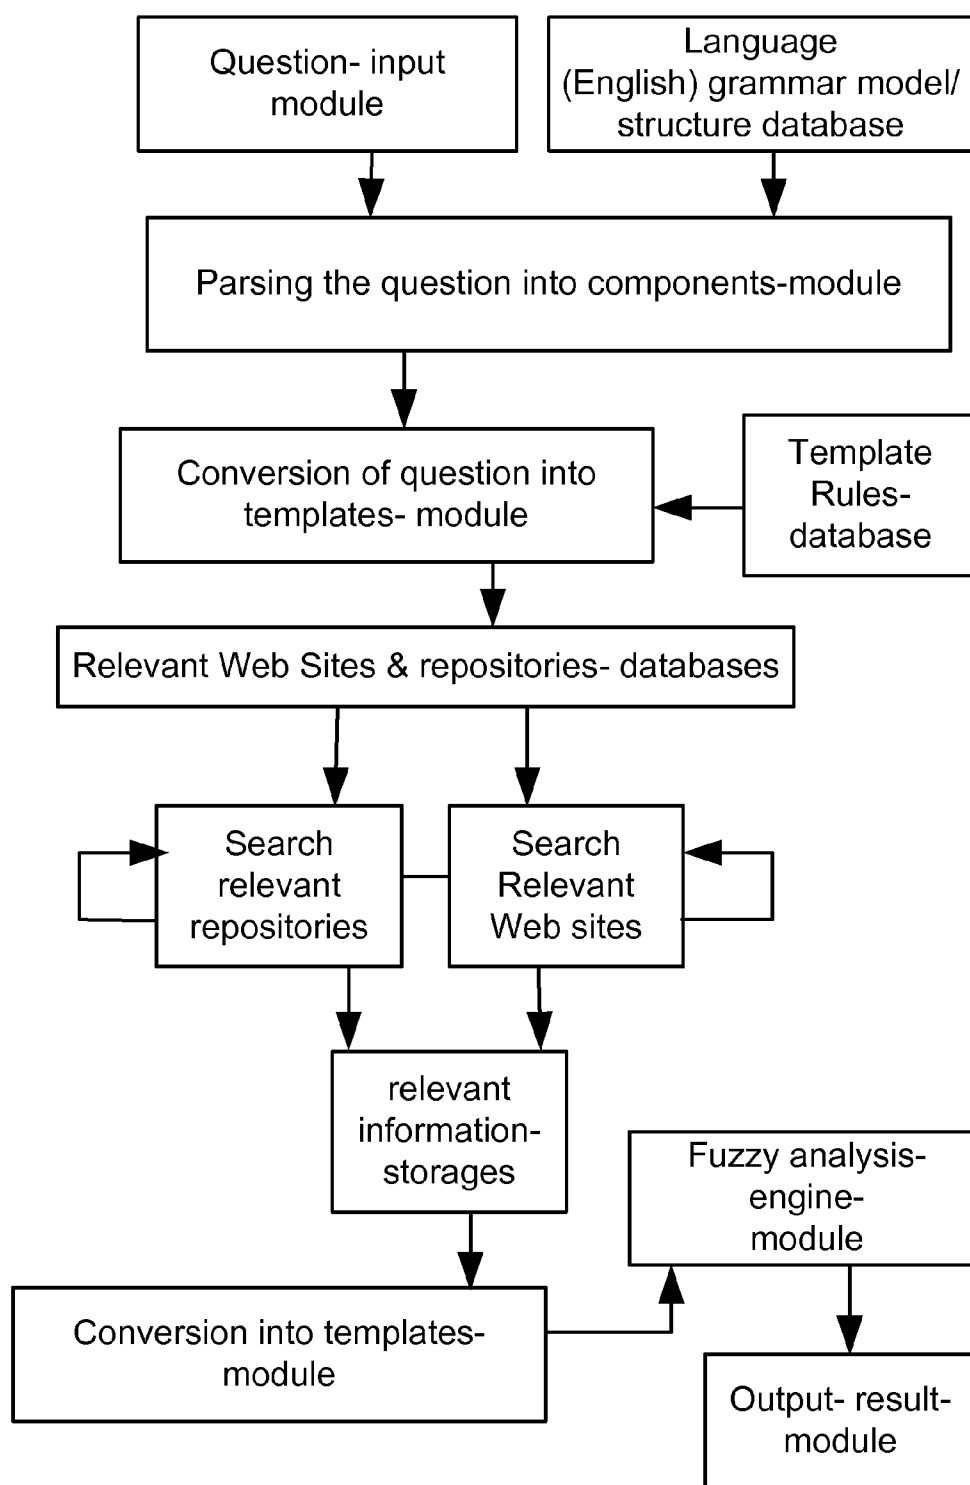 Question- input
module
Language
(English) grammar model/
structure database
Parsing the question into components-module
Conversion of question into
templates- module
Template
Rules-
database
Relevant Web Sites & repositories- databases
Search
relevant
repositories
Search
Relevant
Web sites
relevant
information-
storages
Fuzzy analysis-
engine-
module
Conversion into templates-
module
Output- result-
module